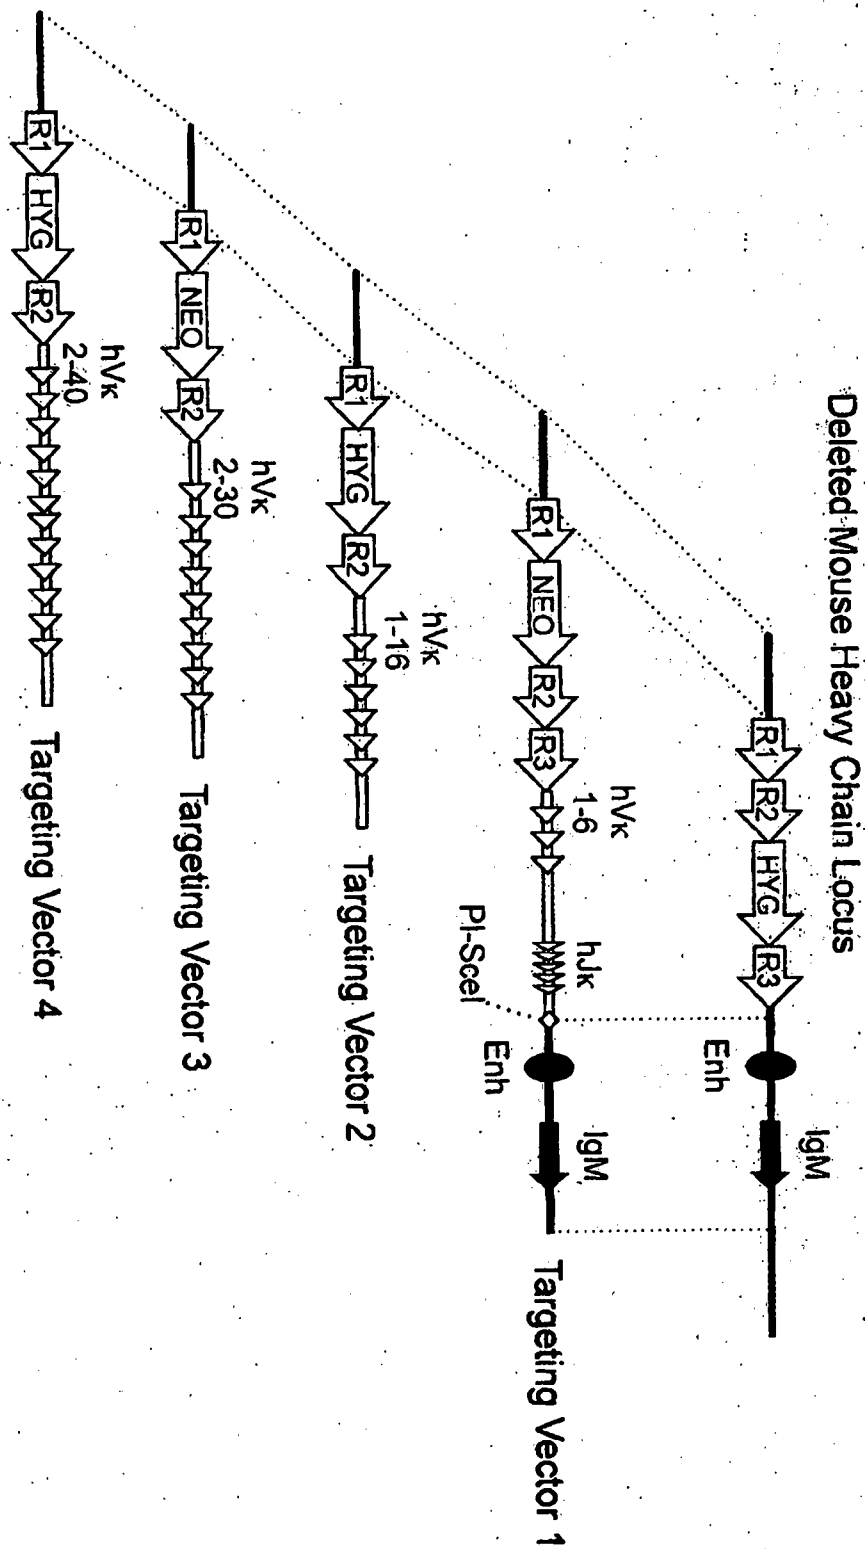 Deleted Mouse Heavy Chain Locus
R1 R2 HYG R3 Enh IgM
R1 NEO R2 R3 hVκ
1-6 hJκ PI-SceI Enh IgM Targeting Vector 1
R1 HYG R2 hVκ
1-16 Targeting Vector 2
R1 NEO R2 hVκ
2-30 Targeting Vector 3
R1 HYG R2 hVκ
2-40 Targeting Vector 4